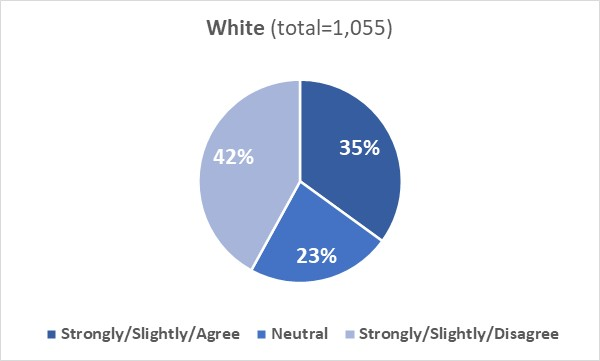 White (total=1,055)
35%
42%
23%
Strongly/Slightly/Agree Neutral Strongly/Slightly/Disagree